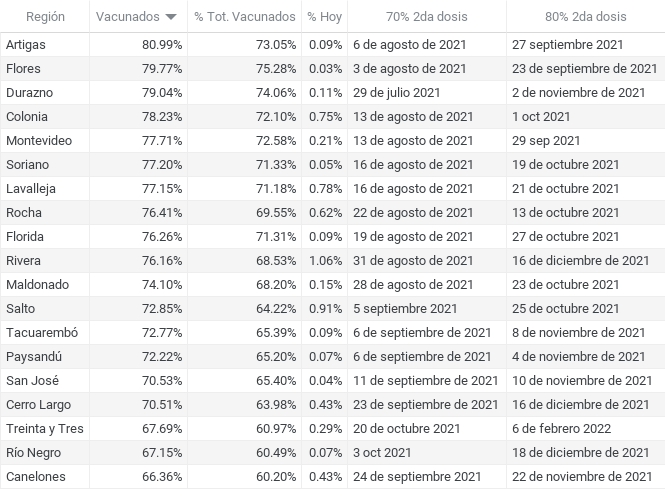 Región Vacunados % Tot. Vacunados % Hoy 70% 2da dosis 80% 2da dosis
Artigas 80.99% 73.05% 0.09% 6 de agosto de 2021 27 septiembre 2021
Flores 79.77% 75.28% 0.03% 3 de agosto de 2021 23 de septiembre de 2021
Durazno 79.04% 74.06% 0.11% 29 de julio 2021 2 de noviembre de 2021
Colonia 78.23% 72.10% 0.75% 13 de agosto de 2021 1 oct 2021
Montevideo 77.71% 72.58% 0.21% 13 de agosto de 2021 29 sep 2021
Soriano 77.20% 71.33% 0.05% 16 de agosto de 2021 19 de octubre 2021
Lavalleja 77.15% 71.18% 0.78% 16 de agosto de 2021 21 de octubre 2021
Rocha 76.41% 69.55% 0.62% 22 de agosto de 2021 13 de octubre 2021
Florida 76.26% 71.31% 0.09% 19 de agosto de 2021 27 de octubre 2021
Rivera 76.16% 68.53% 1.06% 31 de agosto de 2021 16 de diciembre de 2021
Maldonado 74.10% 68.20% 0.15% 28 de agosto de 2021 23 de octubre 2021
Salto 72.85% 64.22% 0.91% 5 septiembre 2021 25 de octubre 2021
Tacuarembó 72.77% 65.39% 0.09% 6 de septiembre de 2021 8 de noviembre de 2021
Paysandú 72.22% 65.20% 0.07% 6 de septiembre de 2021 4 de noviembre de 2021
San José 70.53% 65.40% 0.04% 11 de septiembre de 2021 10 de noviembre de 2021
Cerro Largo 70.51% 63.98% 0.43% 23 de septiembre de 2021 16 de diciembre de 2021
Treinta y Tres 67.69% 60.97% 0.29% 20 de octubre 2021 6 de febrero 2022
Río Negro 67.15% 60.49% 0.07% 3 oct 2021 18 de diciembre de 2021
Canelones 66.36% 60.20% 0.43% 24 de septiembre 2021 22 de noviembre de 2021